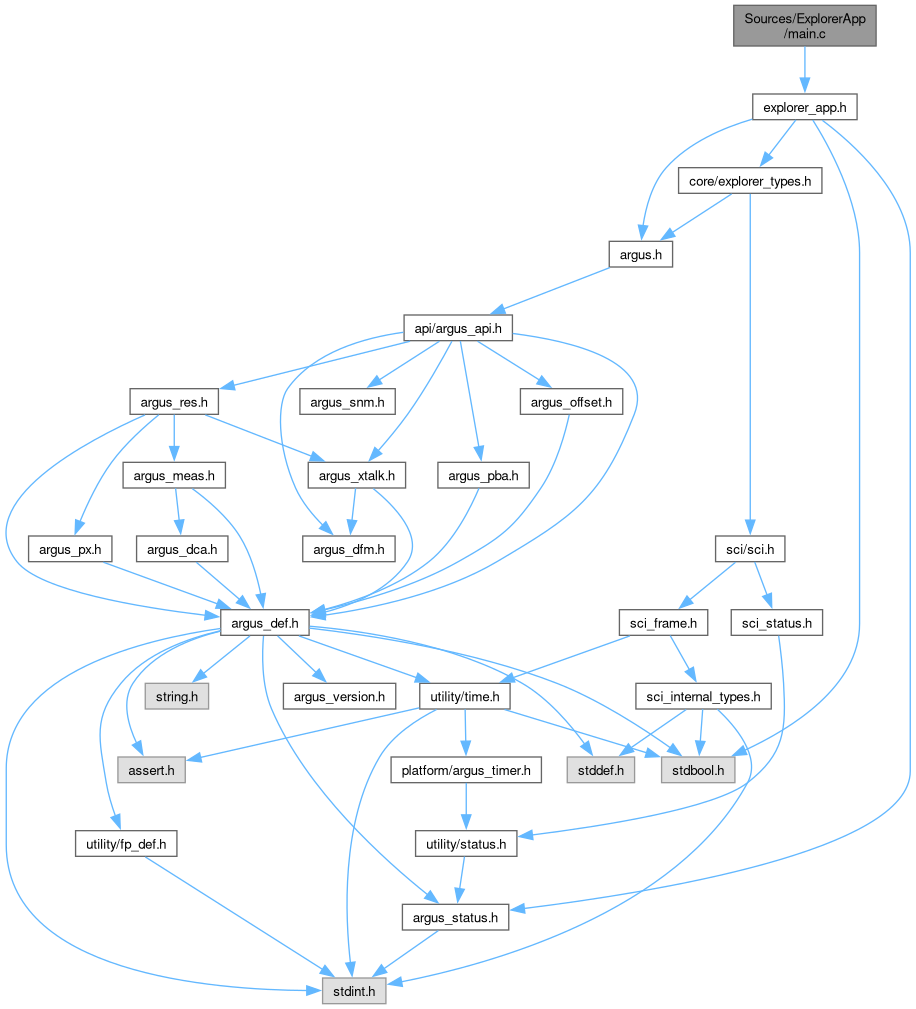 Sources/ExplorerApp
/main.c
explorer_app.h
core/explorer_types.h
argus.h
api/argus_api.h
argus_res.h
argus_snm.h
argus_offset.h
argus_meas.h
argus_xtalk.h
argus_pba.h
argus_px.h
argus_dca.h
argus_dfm.h
sci/sci.h
argus_def.h
sci_frame.h
sci_status.h
string.h
argus_version.h
utility/time.h
sci_internal_types.h
assert.h
platform/argus_timer.h
stddef.h
stdbool.h
utility/fp_def.h
utility/status.h
argus_status.h
stdint.h